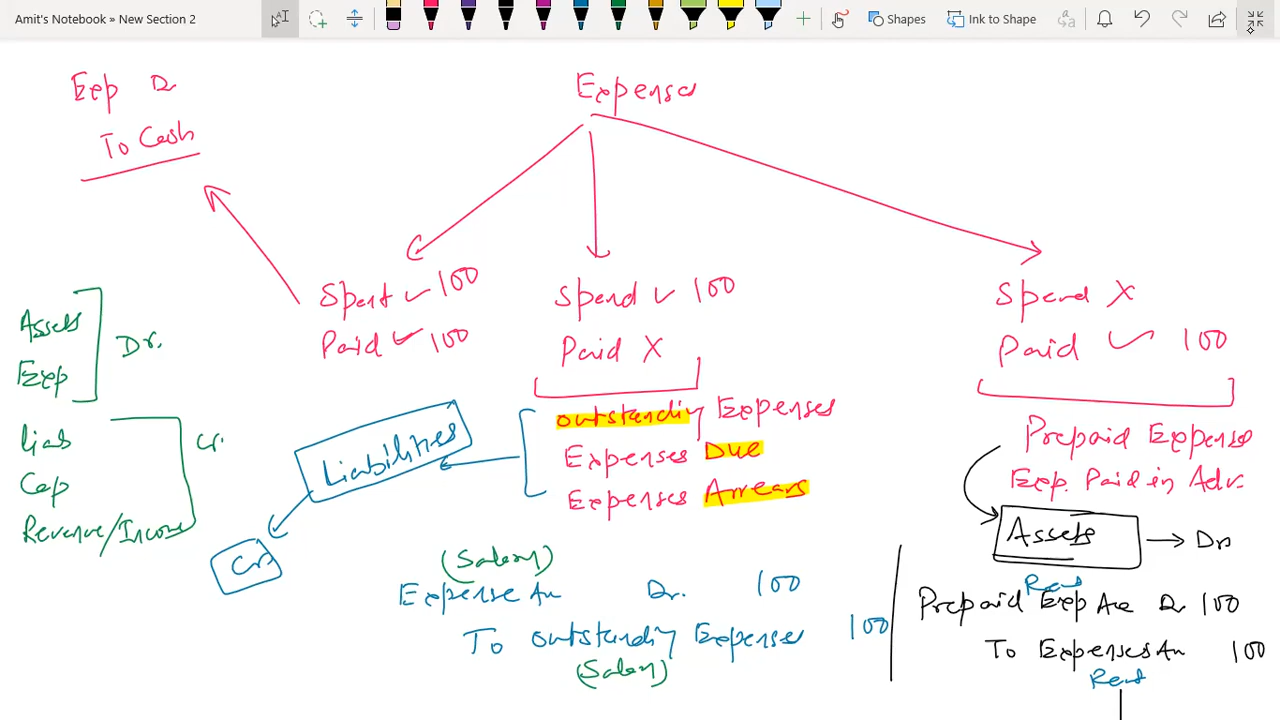 Amit's Notebook » New Section 2
Shapes
Ink to Shape
Exp Dr
To Cash
Expenses
Spent ✓ 100
Paid ✓ 100
Spend ✓ 100
Paid X
Spend X
Paid ✓ 100
Assets
Exp
Dr.
Liab
Cap
Revenue/Income
Cr.
Liabilities
Cr
Outstanding Expenses
Expenses Due
Expenses Arrears
Prepaid Expense
Exp. Paid in Adv.
Assets → Dr
(Salary)
Expense A/c Dr. 100
To outstanding Expenses 100
(Salary)
Rent
Prepaid Exp A/c Dr 100
To Expenses A/c 100
Rent